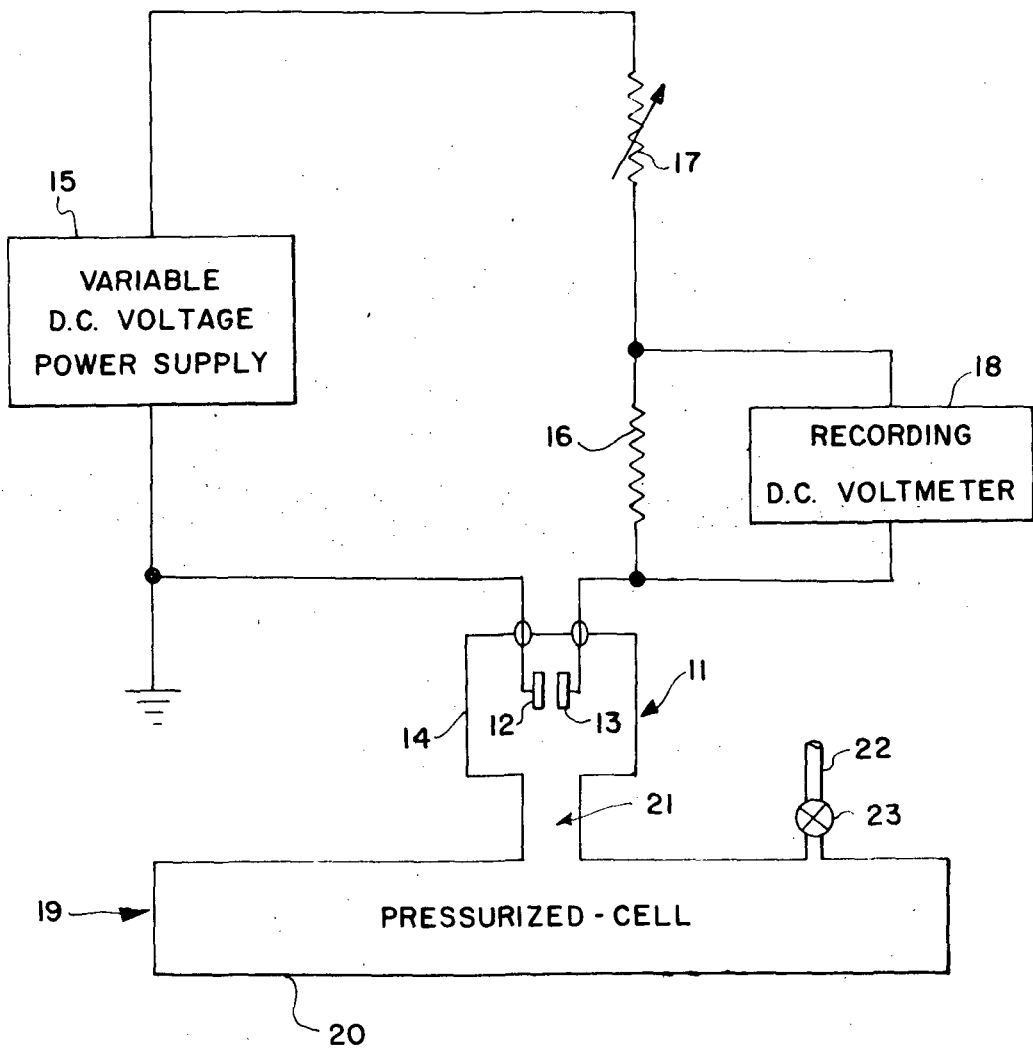 17
15
VARIABLE
D.C. VOLTAGE
POWER SUPPLY
18
16
RECORDING
D.C. VOLTMETER
11
12
13
14
22
21
23
19
PRESSURIZED-CELL
20